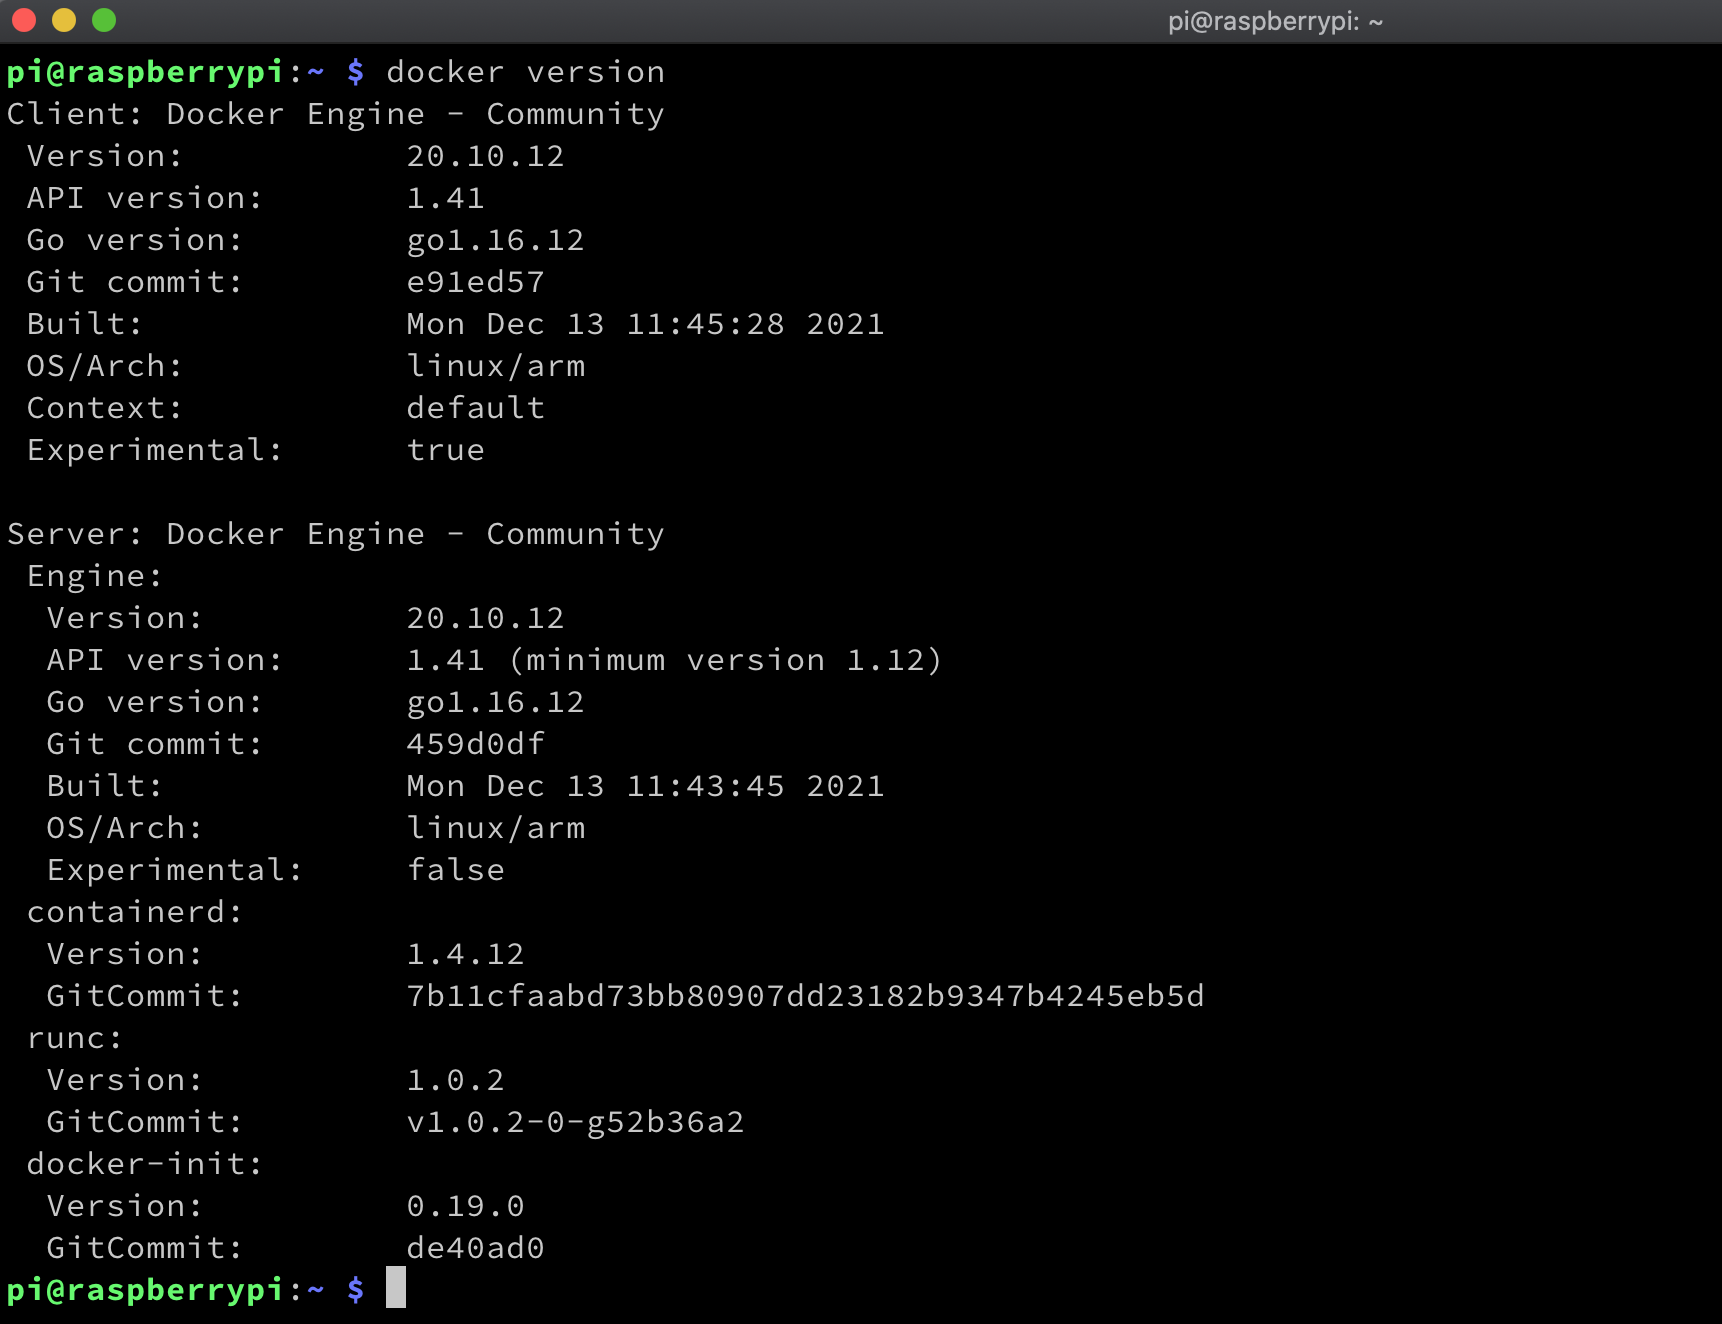 pi@raspberrypi: ~
pi@raspberrypi:~ $ docker version
Client: Docker Engine - Community
 Version:           20.10.12
 API version:       1.41
 Go version:        go1.16.12
 Git commit:        e91ed57
 Built:             Mon Dec 13 11:45:28 2021
 OS/Arch:           linux/arm
 Context:           default
 Experimental:      true

Server: Docker Engine - Community
 Engine:
  Version:          20.10.12
  API version:      1.41 (minimum version 1.12)
  Go version:       go1.16.12
  Git commit:       459d0df
  Built:            Mon Dec 13 11:43:45 2021
  OS/Arch:          linux/arm
  Experimental:     false
 containerd:
  Version:          1.4.12
  GitCommit:        7b11cfaabd73bb80907dd23182b9347b4245eb5d
 runc:
  Version:          1.0.2
  GitCommit:        v1.0.2-0-g52b36a2
 docker-init:
  Version:          0.19.0
  GitCommit:        de40ad0
pi@raspberrypi:~ $